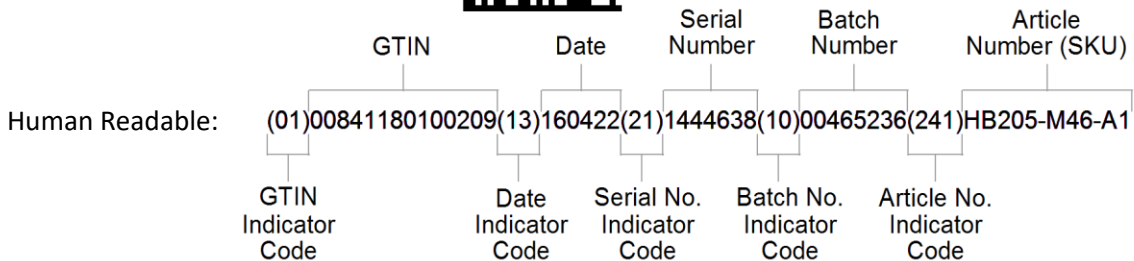 GTIN
Date
Serial
Number
Batch
Number
Article
Number (SKU)
Human Readable: (01)00841180100209(13)160422(21)1444638(10)00465236(241)HB205-M46-A1
GTIN
Indicator
Code
Date
Indicator
Code
Serial No.
Indicator
Code
Batch No.
Indicator
Code
Article No.
Indicator
Code